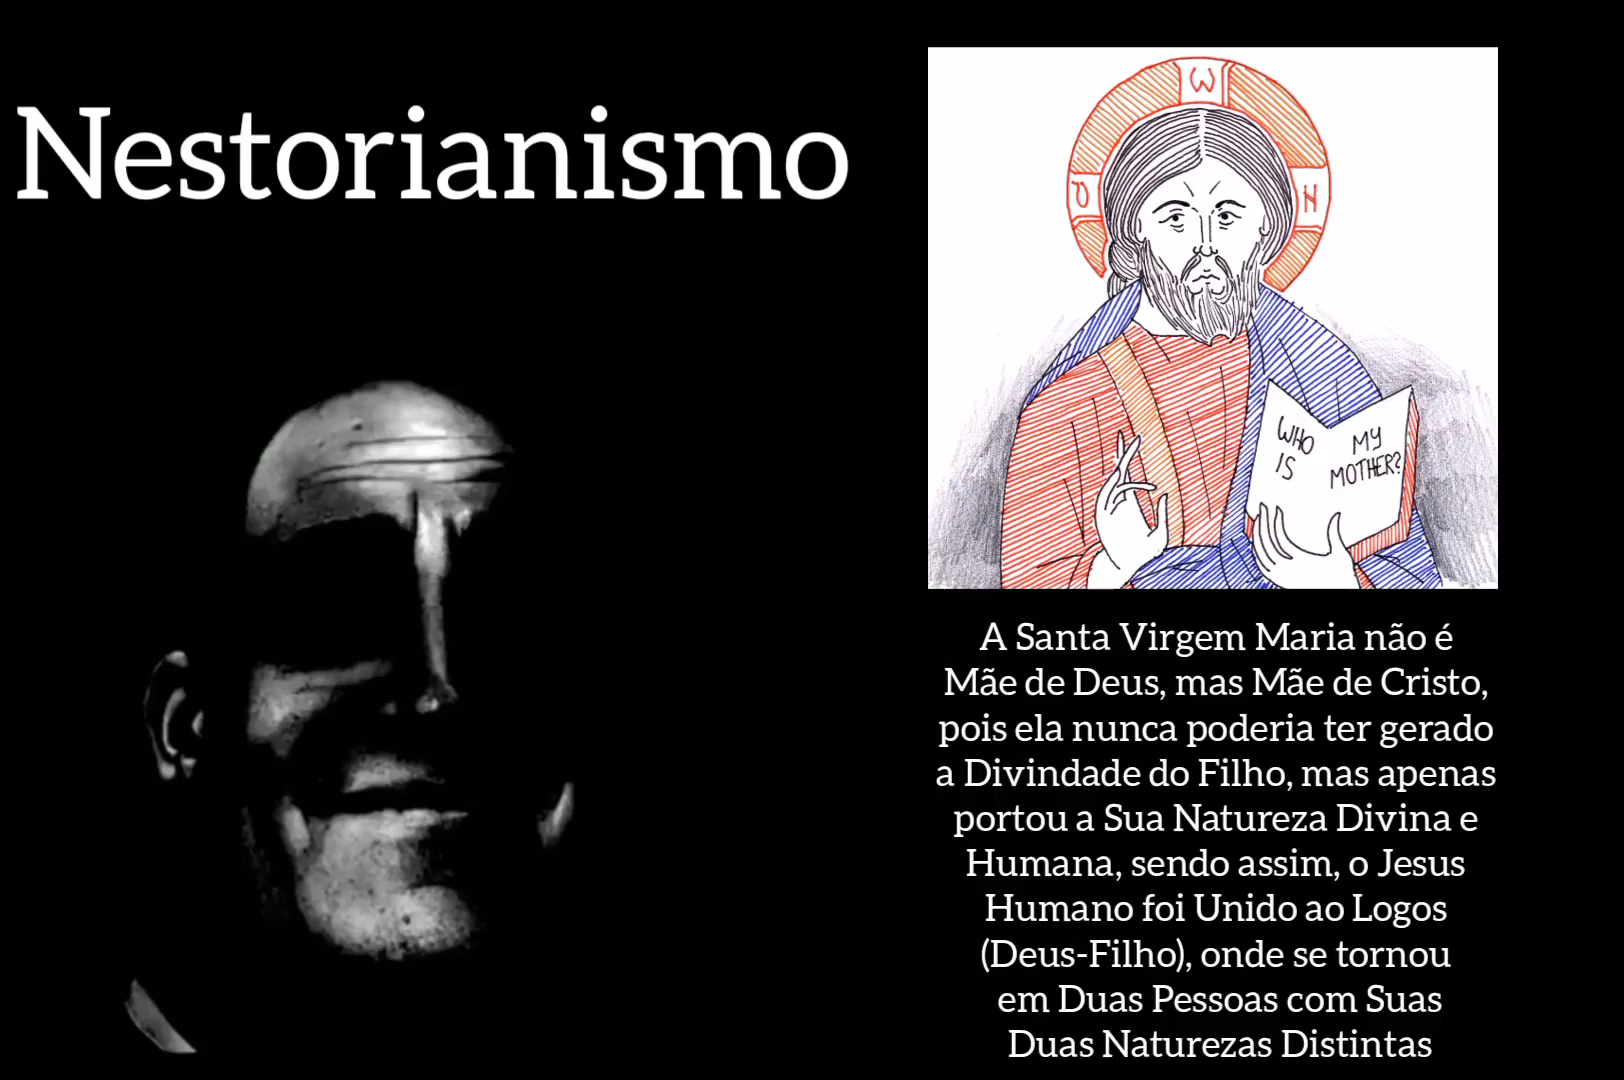 Nestorianismo
WHO
IS
MY
MOTHER?
A Santa Virgem Maria não é
Mãe de Deus, mas Mãe de Cristo,
pois ela nunca poderia ter gerado
a Divindade do Filho, mas apenas
portou a Sua Natureza Divina e
Humana, sendo assim, o Jesus
Humano foi Unido ao Logos
(Deus-Filho), onde se tornou
em Duas Pessoas com Suas
Duas Naturezas Distintas